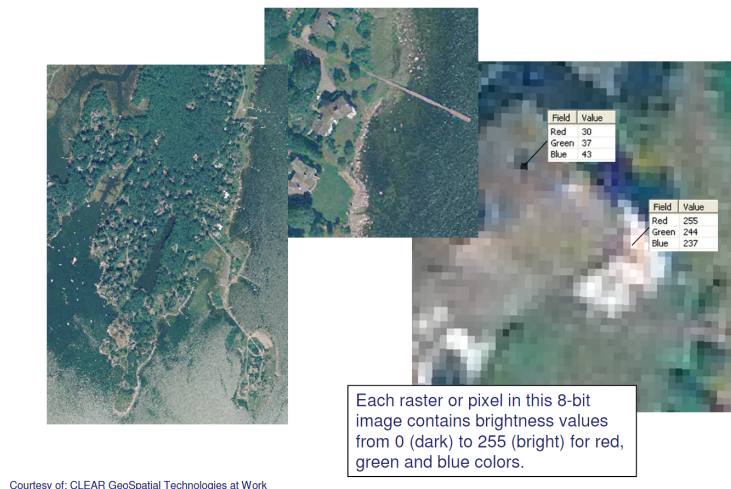 Field Value
Red 30
Green 37
Blue 43
Field Value
Red 255
Green 244
Blue 237
Each raster or pixel in this 8-bit
image contains brightness values
from 0 (dark) to 255 (bright) for red,
green and blue colors.
Courtesy of: CLEAR GeoSpatial Technologies at Work